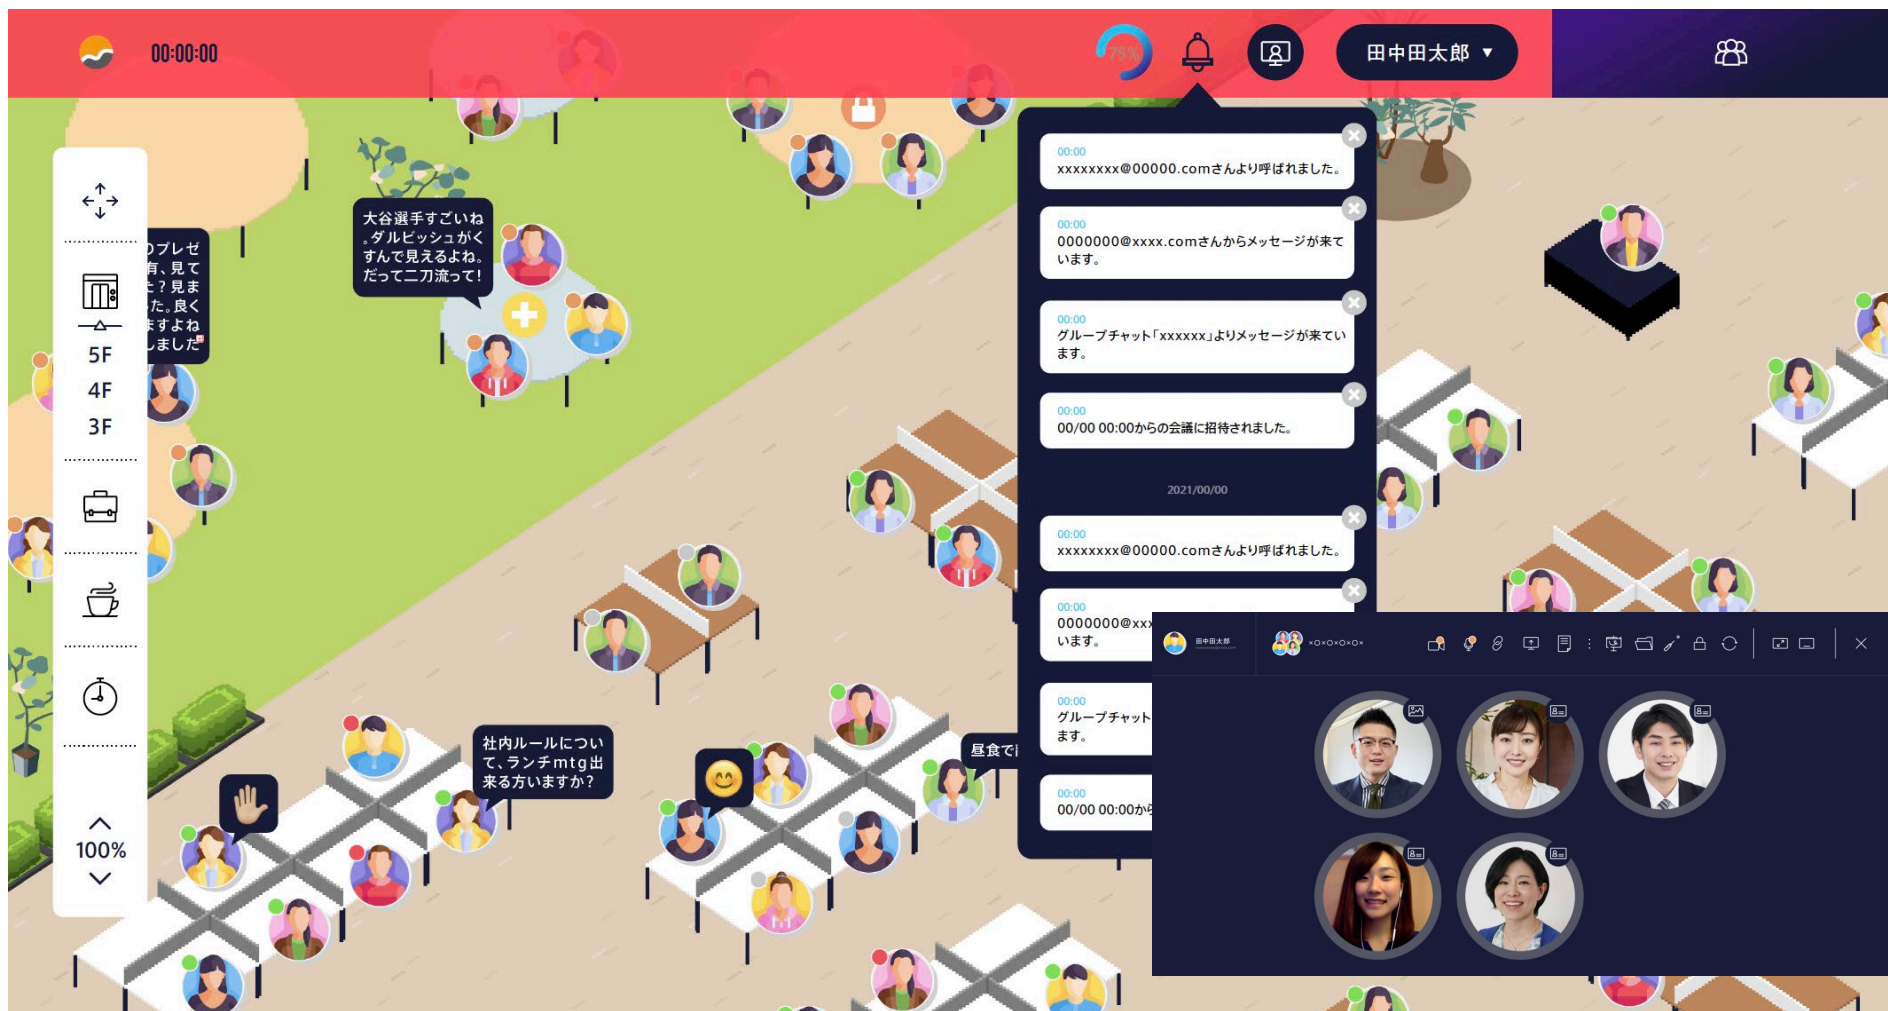 00:00:00
75%
田中田太郎 ▼
00:00
xxxxxxxx@00000.comさんより呼ばれました。
00:00
0000000@xxxx.comさんからメッセージが来て
います。
00:00
グループチャット「xxxxxx」よりメッセージが来てい
ます。
00:00
00/00 00:00からの会議に招待されました。
2021/00/00
00:00
xxxxxxxx@00000.comさんより呼ばれました。
00:00
0000000@xxx
います。
00:00
グループチャット
ます。
00:00
00/00 00:00か
大谷選手すごいね
。ダルビッシュがく
すんで見えるよね。
だって二刀流って!
のプレゼ
有、見て
た?見ま
た。良く
ますよね
しました
5F
4F
3F
100%
社内ルールについ
て、ランチmtg出
来る方いますか?
昼食で
田中田太郎
×○×○×○×○×